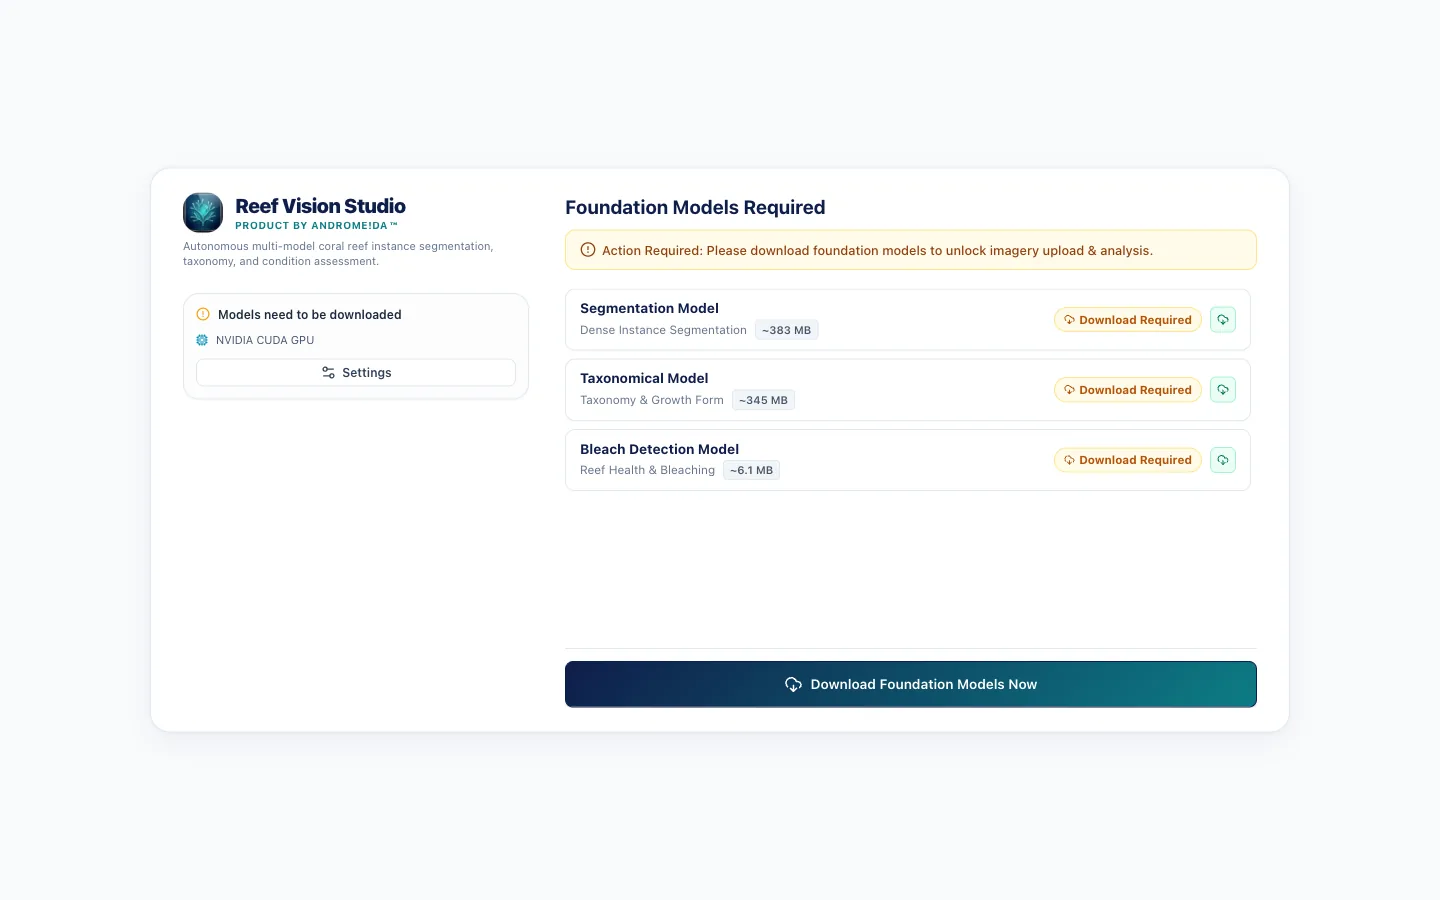 Reef Vision Studio
PRODUCT BY ANDROME!DA™
Autonomous multi-model coral reef instance segmentation,
taxonomy, and condition assessment.
Models need to be downloaded
NVIDIA CUDA GPU
Settings
Foundation Models Required
Action Required: Please download foundation models to unlock imagery upload & analysis.
Segmentation Model
Dense Instance Segmentation ~383 MB
Download Required
Taxonomical Model
Taxonomy & Growth Form ~345 MB
Download Required
Bleach Detection Model
Reef Health & Bleaching ~6.1 MB
Download Required
Download Foundation Models Now